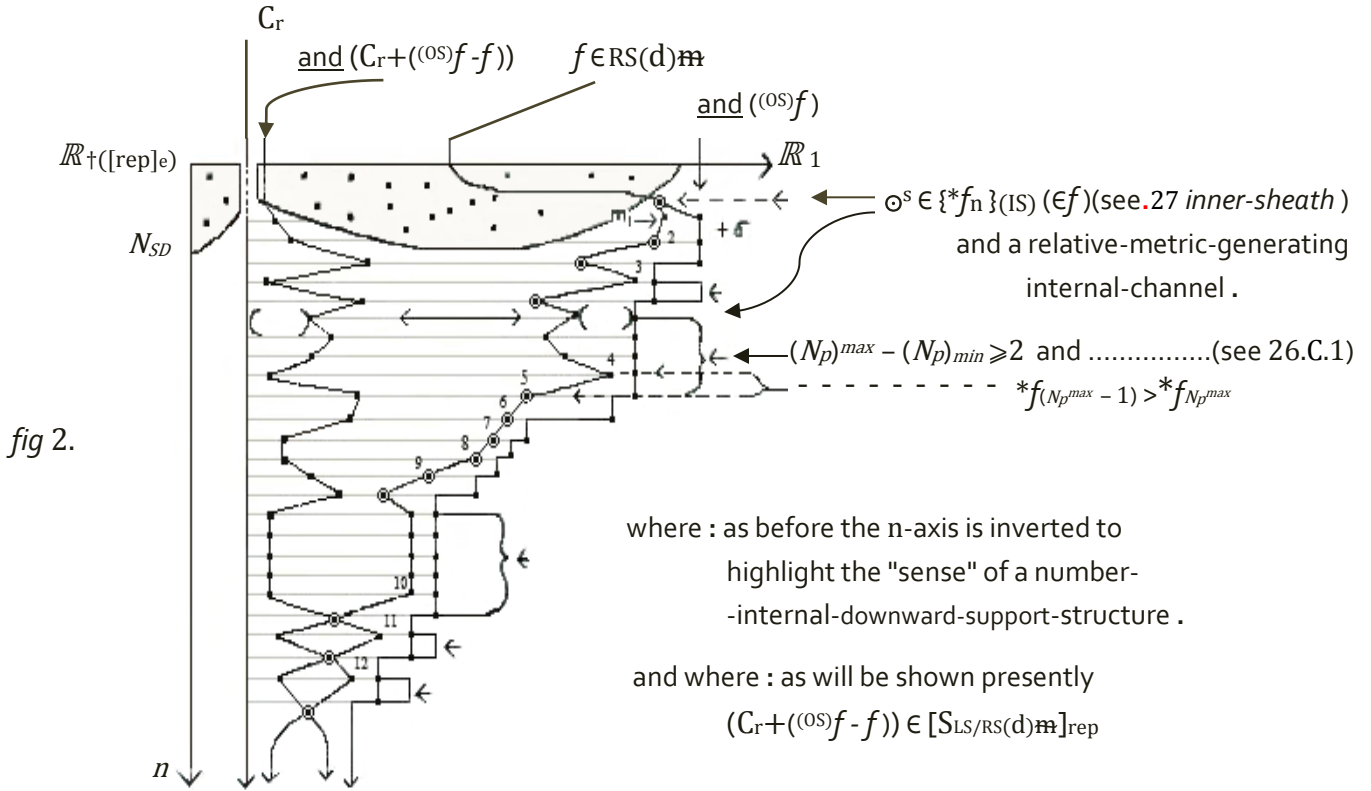 Cr
and (Cr+((OS)f -f))
f ∈ RS(d)m
and ((OS)f)
ℝ†([rep]e)
ℝ1
⊙s ∈ {*fn }(IS) (∈f)(see.27 inner-sheath )
and a relative-metric-generating
internal-channel .
+ σ
2
NSD
3
(Np)max – (Np)min ⩾2 and ................(see 26.C.1)
4
*f(Npmax – 1) >*fNpmax
5
6
7
fig 2.
8
9
where : as before the n-axis is inverted to
highlight the "sense" of a number-
-internal-downward-support-structure .
10
11
12
and where : as will be shown presently
(Cr+((OS)f - f)) ∈ [SLS/RS(d)m]rep
n